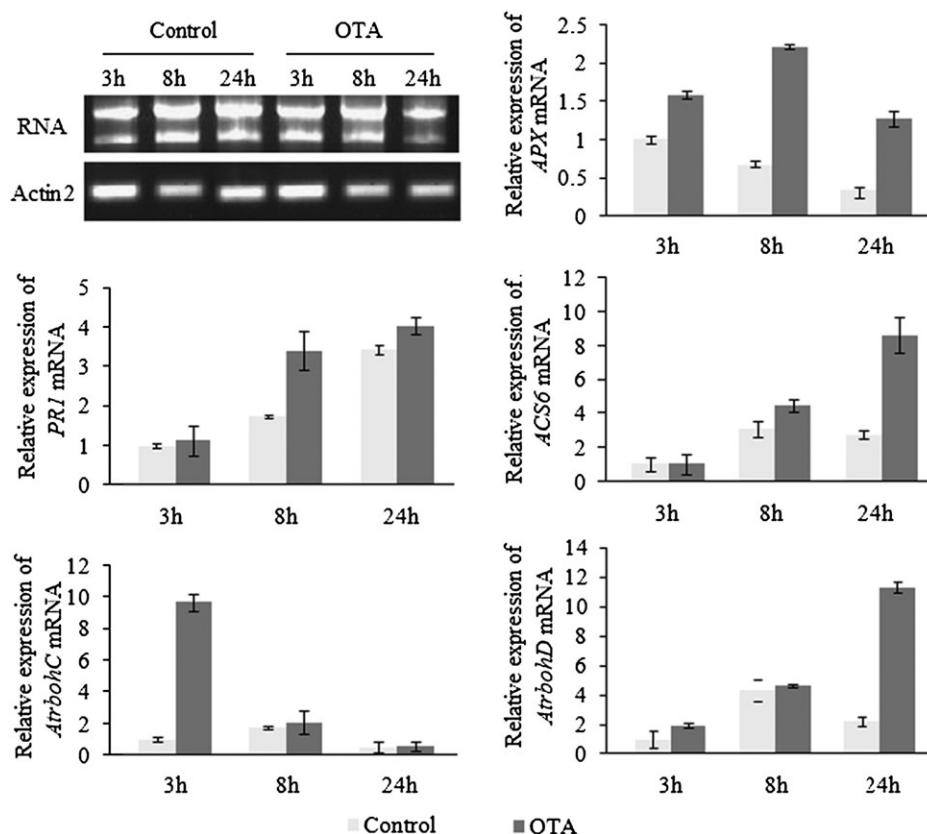 Control OTA
3h 8h 24h 3h 8h 24h
RNA
Actin2
Relative expression of
APX mRNA
2.5
2
1.5
1
0.5
0
3h 8h 24h
Relative expression of
PR1 mRNA
5
4
3
2
1
0
3h 8h 24h
Relative expression of.
ACS6 mRNA
12
10
8
6
4
2
0
3h 8h 24h
Relative expression of
AtrbohC mRNA
12
10
8
6
4
2
0
3h 8h 24h
Relative expression of
AtrbohD mRNA
14
12
10
8
6
4
2
0
3h 8h 24h
Control OTA